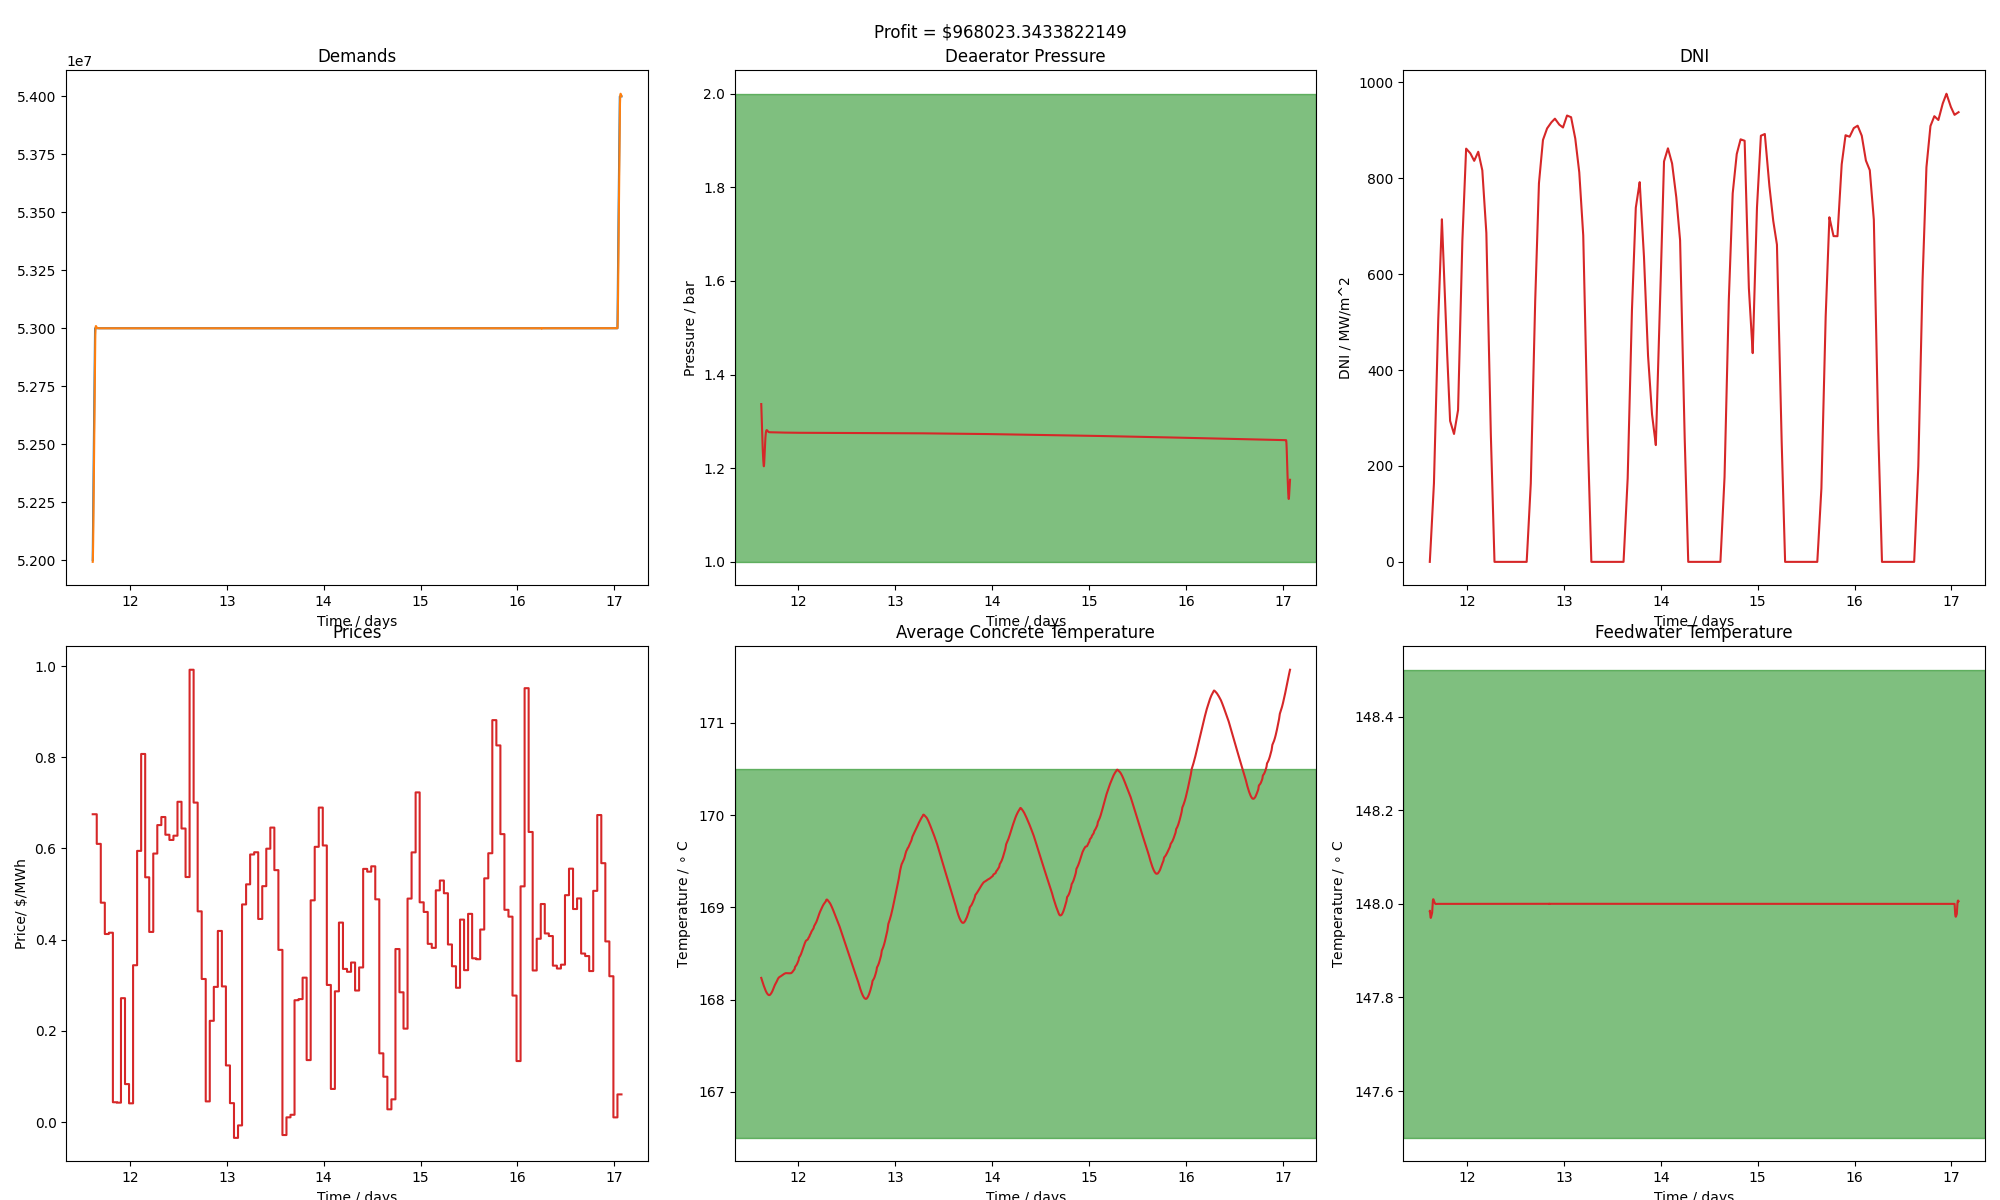 Profit = $968023.3433822149
Demands
1e7
5.400
5.375
5.350
5.325
5.300
5.275
5.250
5.225
5.200
12 13 14 15 16 17
Time / days
Deaerator Pressure
Pressure / bar
2.0
1.8
1.6
1.4
1.2
1.0
12 13 14 15 16 17
Time / days
DNI
DNI / MW/m^2
1000
800
600
400
200
0
12 13 14 15 16 17
Time / days
Prices
Price/ $/MWh
1.0
0.8
0.6
0.4
0.2
0.0
12 13 14 15 16 17
Time / days
Average Concrete Temperature
Temperature / ∘ C
171
170
169
168
167
12 13 14 15 16 17
Time / days
Feedwater Temperature
Temperature / ∘ C
148.4
148.2
148.0
147.8
147.6
12 13 14 15 16 17
Time / days